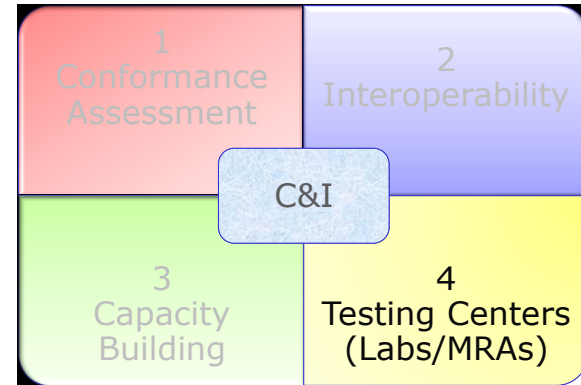 1
Conformance
Assessment
2
Interoperability
C&I
3
Capacity
Building
4
Testing Centers
(Labs/MRAs)